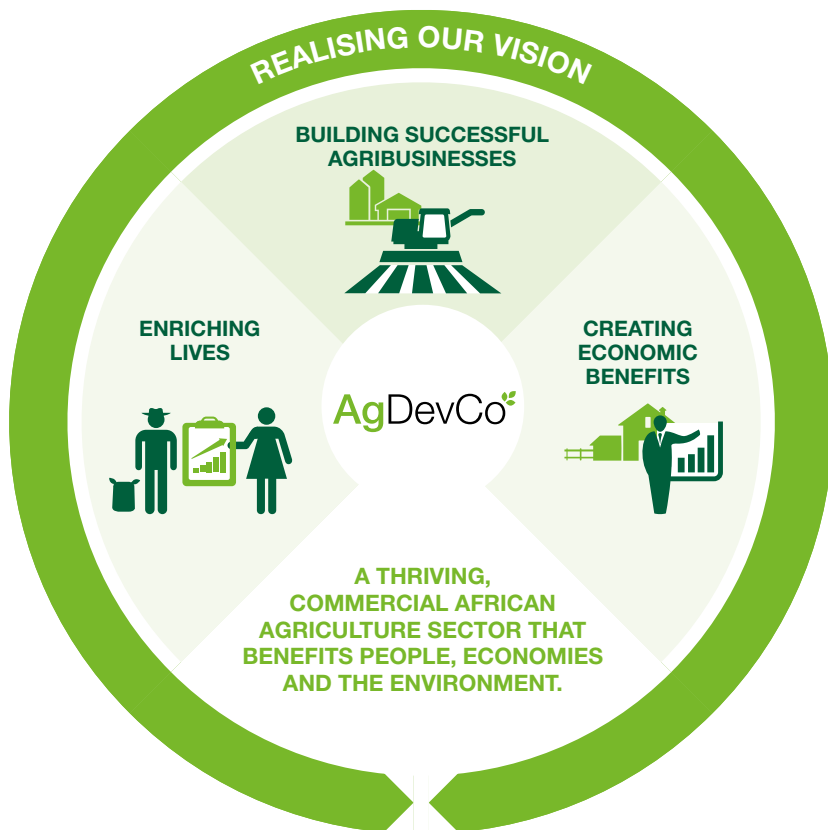 REALISING OUR VISION
BUILDING SUCCESSFUL
AGRIBUSINESSES
ENRICHING
LIVES
CREATING
ECONOMIC
BENEFITS
AgDevCo
A THRIVING,
COMMERCIAL AFRICAN
AGRICULTURE SECTOR THAT
BENEFITS PEOPLE, ECONOMIES
AND THE ENVIRONMENT.